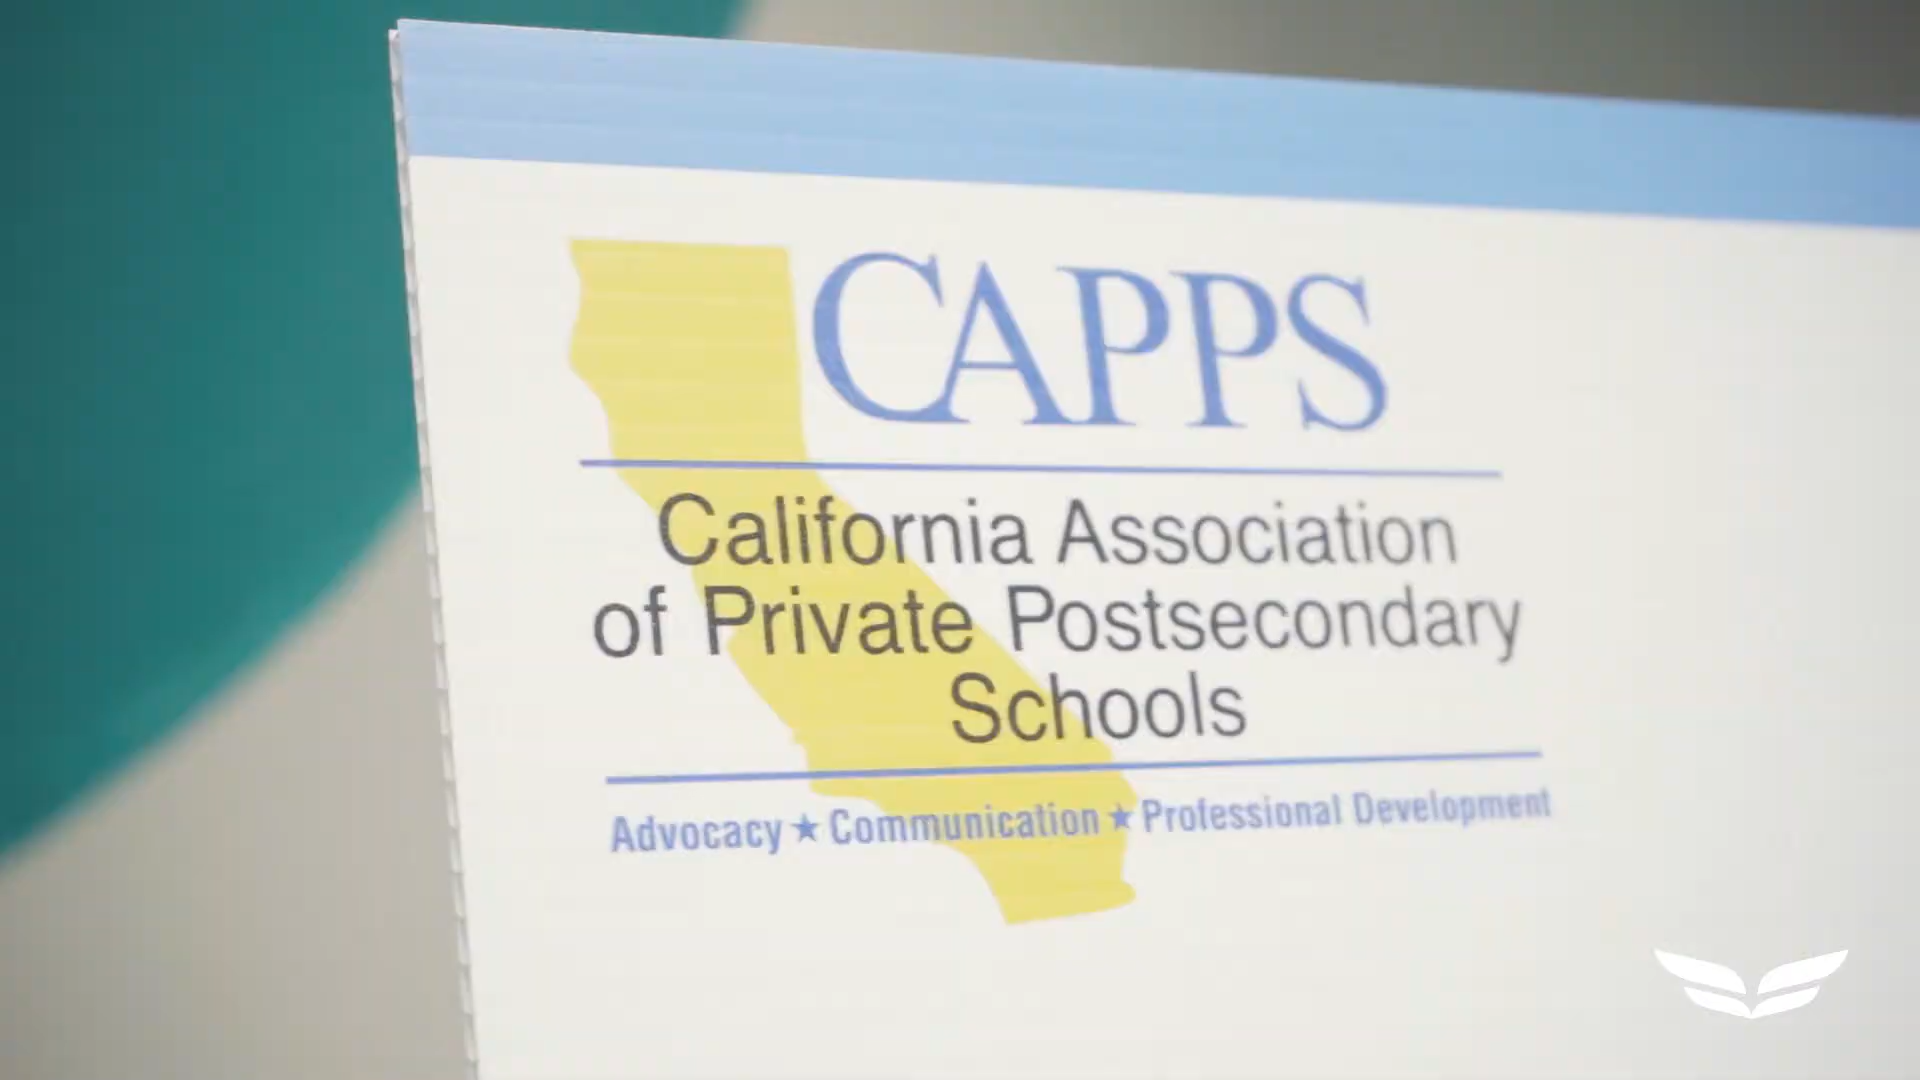 CAPPS
California Association
of Private Postsecondary
Schools
Advocacy ★ Communication ★ Professional Development